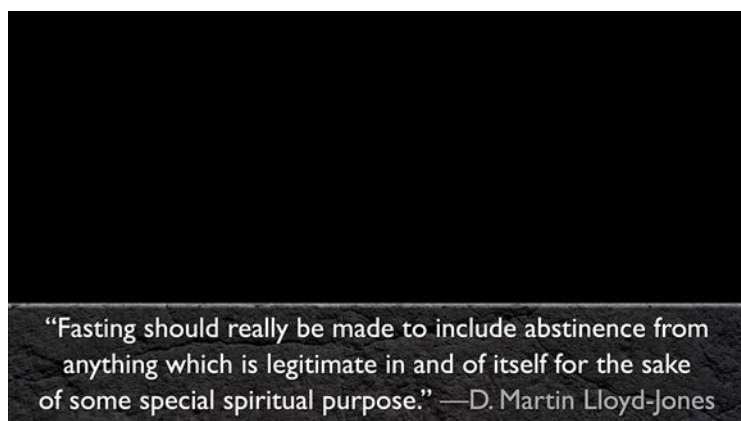 “Fasting should really be made to include abstinence from
anything which is legitimate in and of itself for the sake
of some special spiritual purpose.” —D. Martin Lloyd-Jones